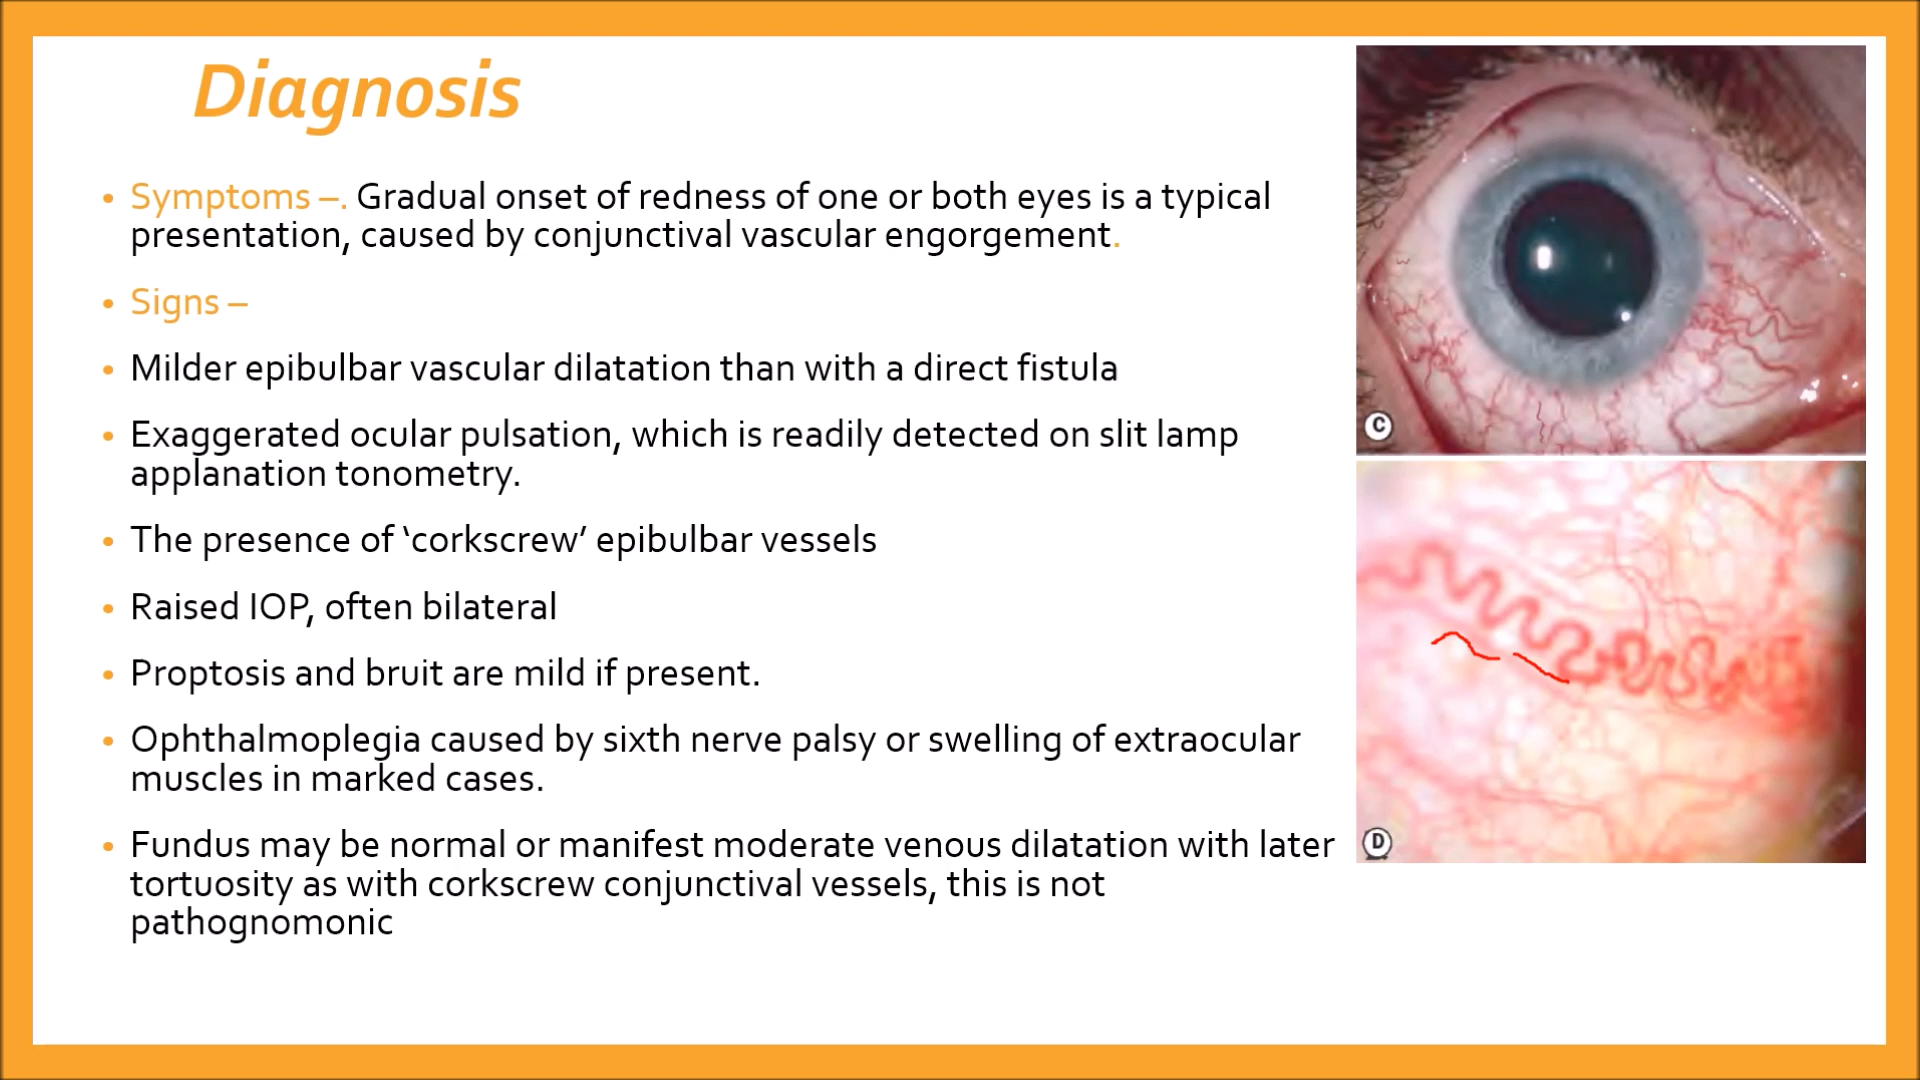 Diagnosis
• Symptoms –. Gradual onset of redness of one or both eyes is a typical
presentation, caused by conjunctival vascular engorgement.
• Signs –
• Milder epibulbar vascular dilatation than with a direct fistula
• Exaggerated ocular pulsation, which is readily detected on slit lamp
applanation tonometry.
• The presence of ‘corkscrew’ epibulbar vessels
• Raised IOP, often bilateral
• Proptosis and bruit are mild if present.
• Ophthalmoplegia caused by sixth nerve palsy or swelling of extraocular
muscles in marked cases.
• Fundus may be normal or manifest moderate venous dilatation with later
tortuosity as with corkscrew conjunctival vessels, this is not
pathognomonic
C
D